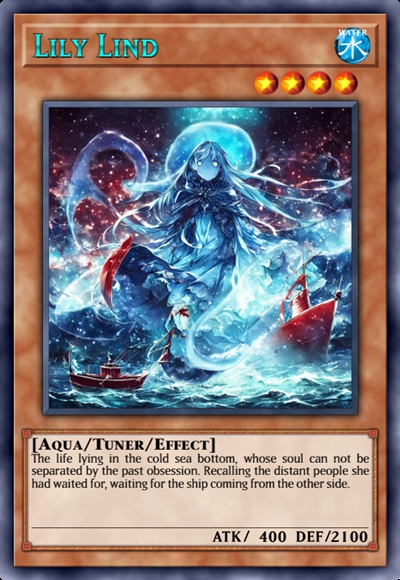 LILY LIND
WATER
水
[AQUA/TUNER/EFFECT]
The life lying in the cold sea bottom, whose soul can not be
separated by the past obsession. Recalling the distant people she
had waited for, waiting for the ship coming from the other side.
ATK/ 400 DEF/2100